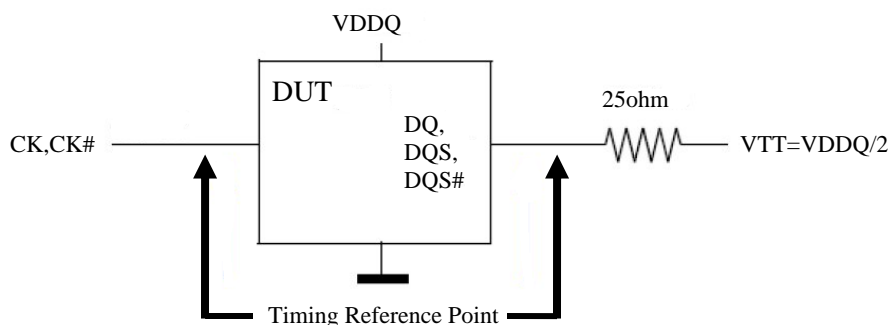 VDDQ
DUT
25ohm
DQ,
CK,CK#
DQS,
VTT=VDDQ/2
DQS#
Timing Reference Point